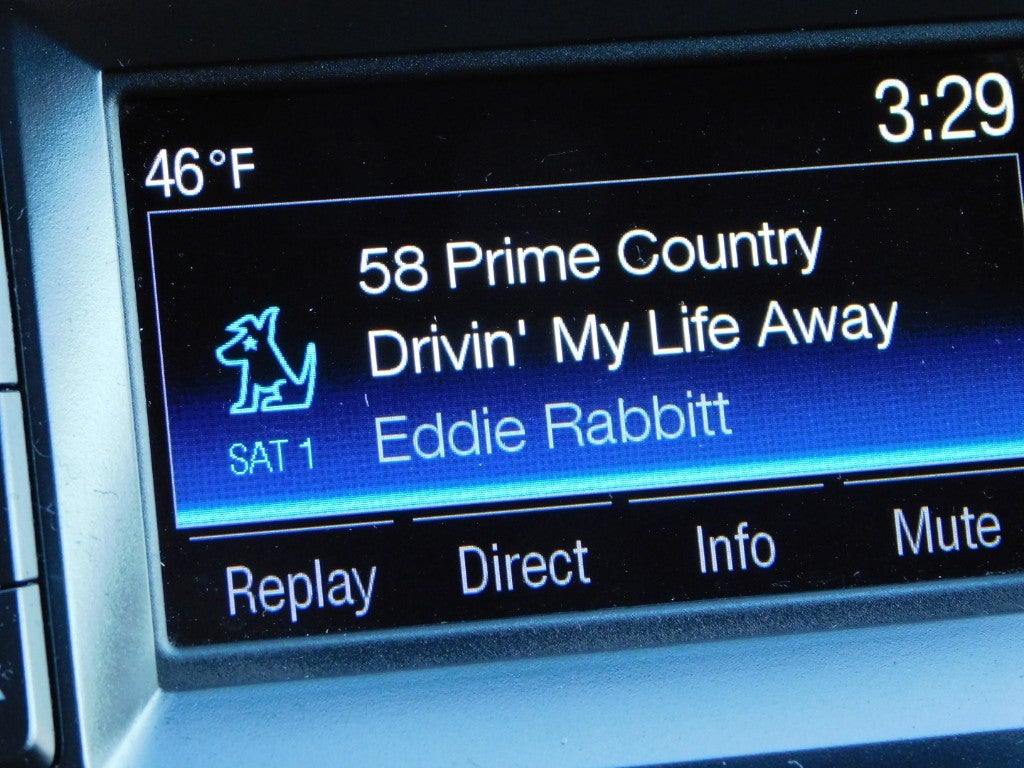 3:29
46°F
58 Prime Country
Drivin' My Life Away
Eddie Rabbitt
SAT 1
Replay Direct Info Mute